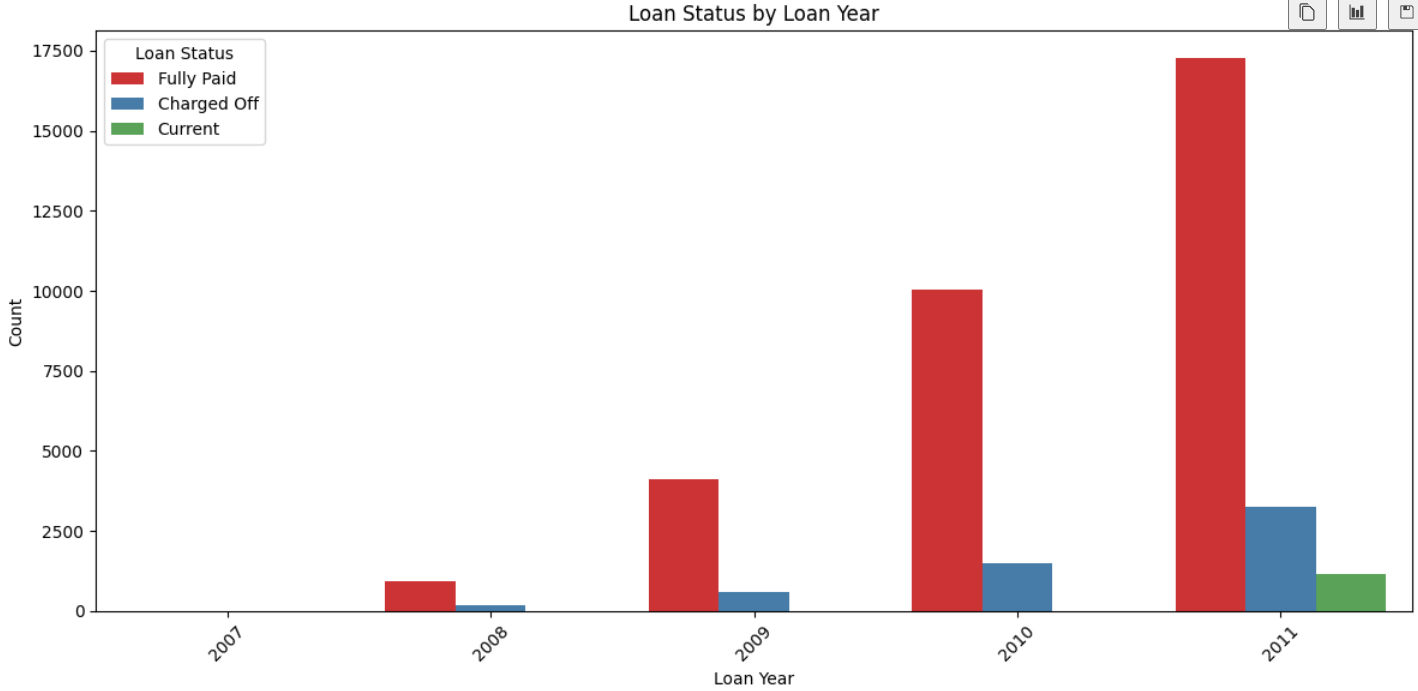 Loan Status by Loan Year
Loan Status
Fully Paid
Charged Off
Current
17500
15000
12500
10000
7500
5000
2500
0
Count
2007
2008
2009
2010
2011
Loan Year